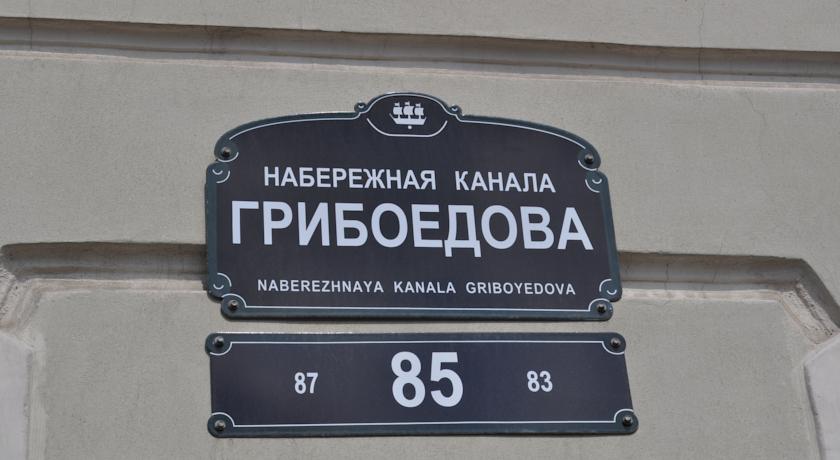 НАБЕРЕЖНАЯ КАНАЛА
ГРИБОЕДОВА
NABEREZHNAYA KANALA GRIBOYEDOVA
87 85 83